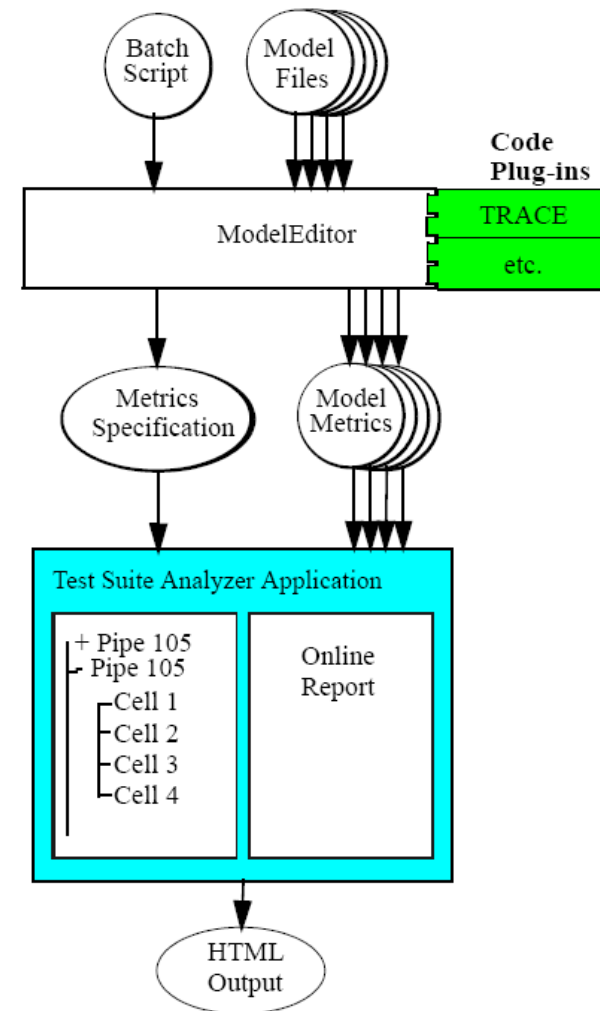 Batch
Script
Model
Files
Code
Plug-ins
ModelEditor
TRACE
etc.
Metrics
Specification
Model
Metrics
Test Suite Analyzer Application
+ Pipe 105
- Pipe 105
Cell 1
Cell 2
Cell 3
Cell 4
Online
Report
HTML
Output